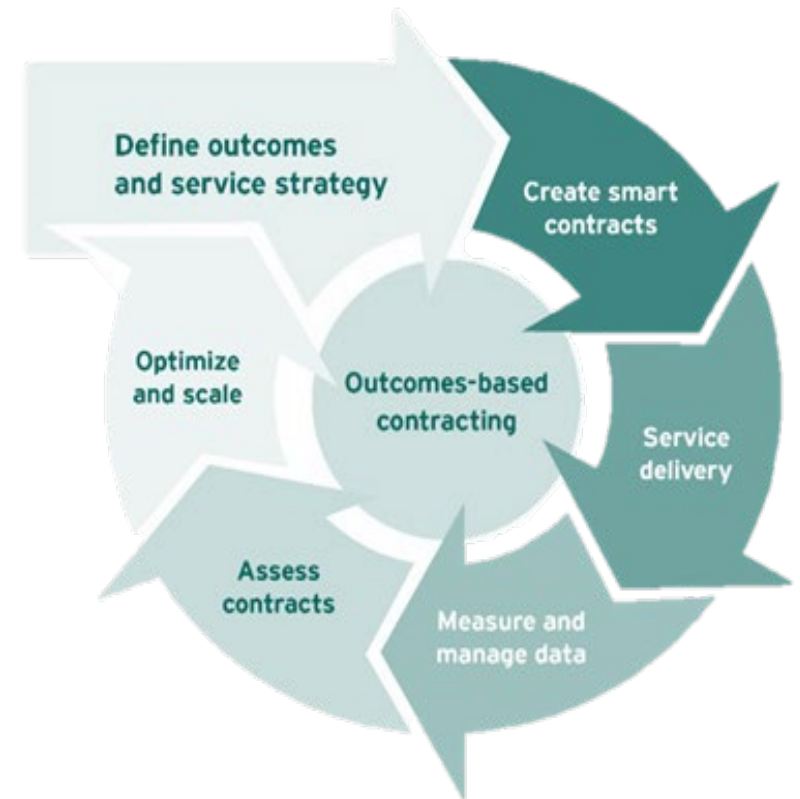 Define outcomes
and service strategy
Create smart
contracts
Service
delivery
Measure and
manage data
Assess
contracts
Optimize
and scale
Outcomes-based
contracting